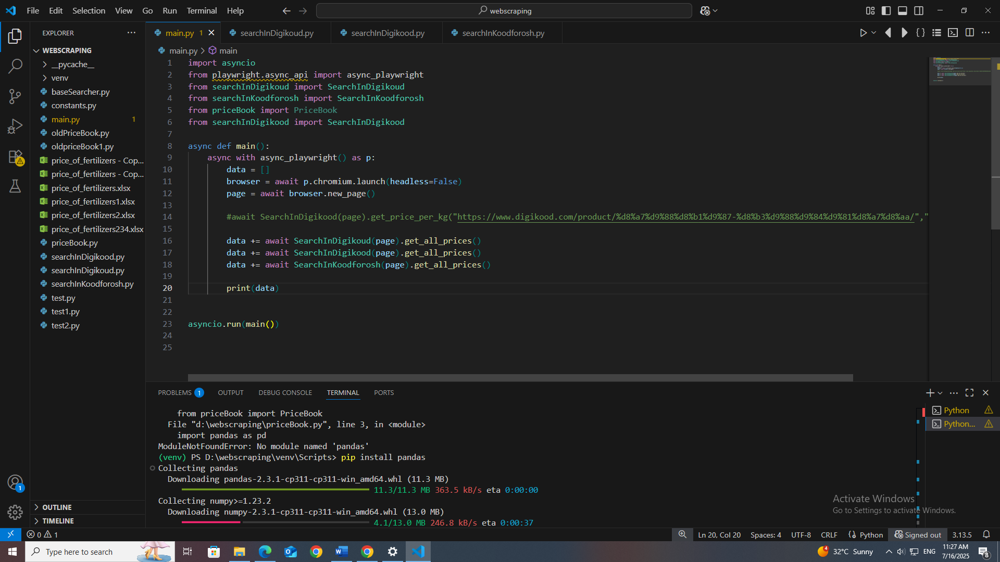 File Edit Selection View Go Run Terminal Help
webscraping
EXPLORER
main.py 1
searchInDigikoud.py
searchInDigikood.py
searchInKoodforosh.py
WEBSCRAPING
__pycache__
venv
baseSearcher.py
constants.py
main.py 1
oldPriceBook.py
oldpriceBook1.py
price_of_fertilizers - Cop...
price_of_fertilizers - Cop...
price_of_fertilizers.xlsx
price_of_fertilizers1.xlsx
price_of_fertilizers2.xlsx
price_of_fertilizers234.xlsx
priceBook.py
searchInDigikood.py
searchInDigikoud.py
searchInKoodforosh.py
test.py
test1.py
test2.py
OUTLINE
TIMELINE
main.py > main
1 import asyncio
2 from playwright.async_api import async_playwright
3 from searchInDigikoud import SearchInDigikoud
4 from searchInKoodforosh import SearchInKoodforosh
5 from priceBook import PriceBook
6 from searchInDigikood import SearchInDigikood
7
8 async def main():
9 async with async_playwright() as p:
10 data = []
11 browser = await p.chromium.launch(headless=False)
12 page = await browser.new_page()
13
14 #await SearchInDigikood(page).get_price_per_kg("https://www.digikood.com/product/%d8%a7%d9%88%d8%b1%d9%87-%d8%b3%d9%88%d9%84%d9%81%d8%a7%d8%aa/","
15
16 data += await SearchInDigikoud(page).get_all_prices()
17 data += await SearchInDigikood(page).get_all_prices()
18 data += await SearchInKoodforosh(page).get_all_prices()
19
20 print(data)
21
22
23 asyncio.run(main())
24
25
PROBLEMS 1 OUTPUT DEBUG CONSOLE TERMINAL PORTS
from priceBook import PriceBook
File "d:\webscraping\priceBook.py", line 3, in <module>
import pandas as pd
ModuleNotFoundError: No module named 'pandas'
(venv) PS D:\webscraping\venv\Scripts> pip install pandas
Collecting pandas
Downloading pandas-2.3.1-cp311-cp311-win_amd64.whl (11.3 MB)
11.3/11.3 MB 363.5 kB/s eta 0:00:00
Collecting numpy>=1.23.2
Downloading numpy-2.3.1-cp311-cp311-win_amd64.whl (13.0 MB)
4.1/13.0 MB 246.8 kB/s eta 0:00:37
Python
Python...
Activate Windows
Go to Settings to activate Windows.
1
0 1
Ln 20, Col 20 Spaces: 4 UTF-8 CRLF Python Signed out 3.13.5
Type here to search
4 32°C Sunny
ENG
11:27 AM
7/16/2025
8